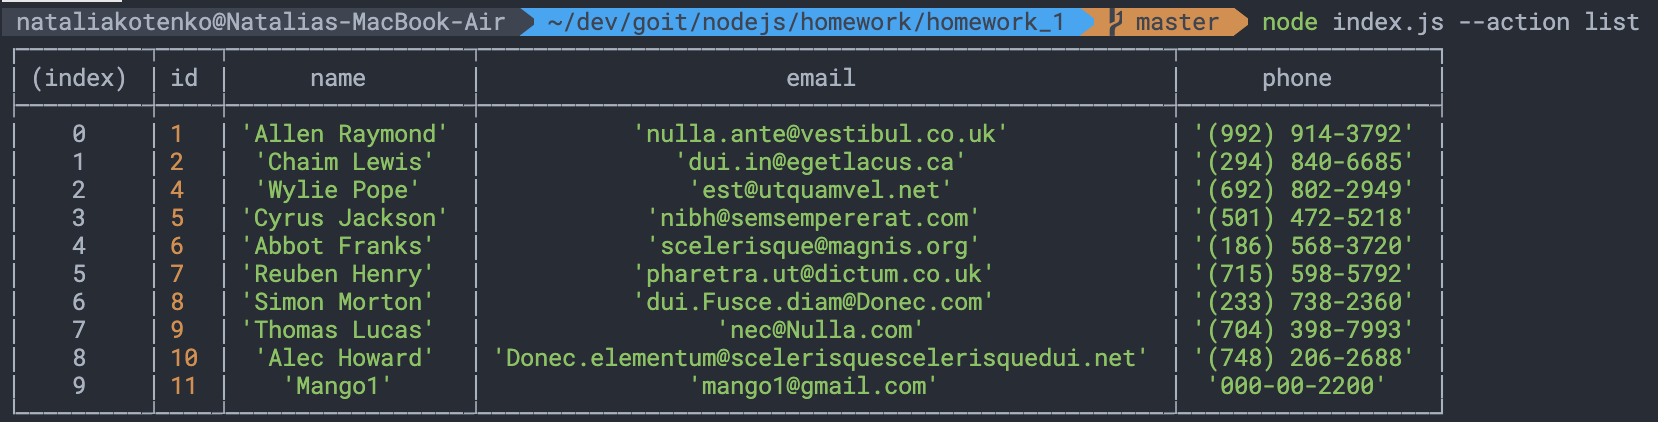 nataliakotenko@Natalias-MacBook-Air ~/dev/goit/nodejs/homework/homework_1 master node index.js --action list
(index) id name email phone
0 1 'Allen Raymond' 'nulla.ante@vestibul.co.uk' '(992) 914-3792'
1 2 'Chaim Lewis' 'dui.in@egetlacus.ca' '(294) 840-6685'
2 4 'Wylie Pope' 'est@utquamvel.net' '(692) 802-2949'
3 5 'Cyrus Jackson' 'nibh@semsempererat.com' '(501) 472-5218'
4 6 'Abbot Franks' 'scelerisque@magnis.org' '(186) 568-3720'
5 7 'Reuben Henry' 'pharetra.ut@dictum.co.uk' '(715) 598-5792'
6 8 'Simon Morton' 'dui.Fusce.diam@Donec.com' '(233) 738-2360'
7 9 'Thomas Lucas' 'nec@Nulla.com' '(704) 398-7993'
8 10 'Alec Howard' 'Donec.elementum@scelerisquescelerisquedui.net' '(748) 206-2688'
9 11 'Mango1' 'mango1@gmail.com' '000-00-2200'